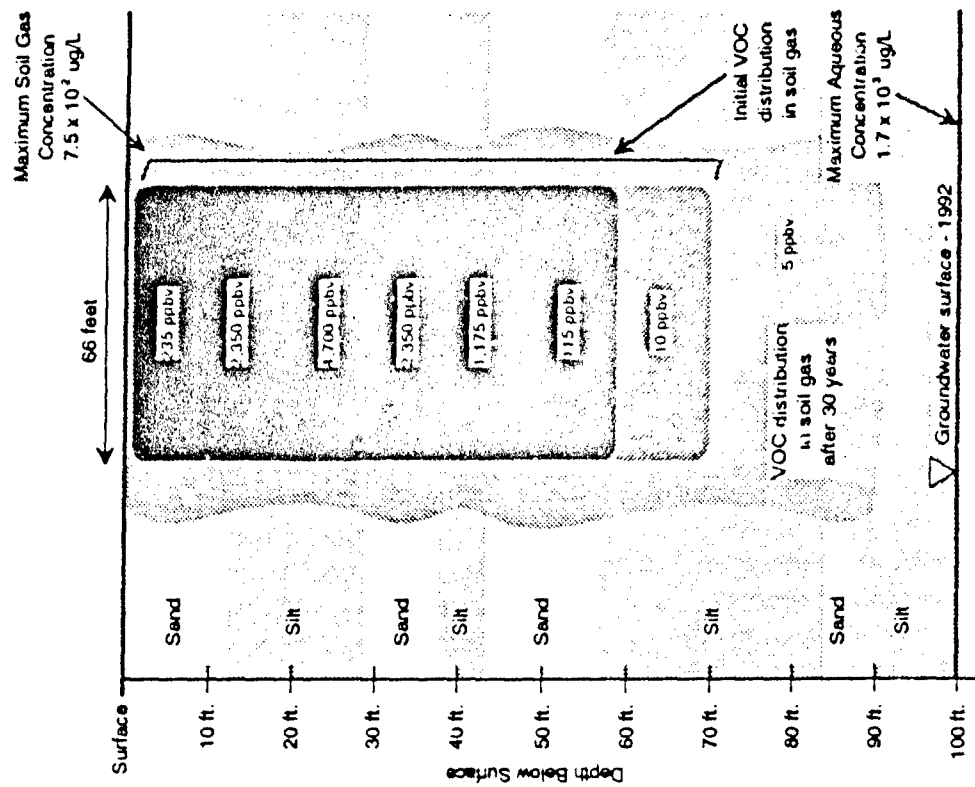 Maximum Soil Gas
Concentration
7.5 x 10² ug/L
66 feet
Surface
10 ft.
20 ft.
30 ft.
40 ft.
50 ft.
60 ft.
70 ft.
80 ft.
90 ft.
100 ft.
Depth Below Surface
Sand
Silt
Sand
Silt
Sand
Silt
Sand
Silt
235 ppbv
2,350 ppbv
4,700 ppbv
2,350 ppbv
1,175 ppbv
115 ppbv
10 ppbv
5 ppbv
Initial VOC
distribution
in soil gas
VOC distribution
in soil gas
after 30 years
Maximum Aqueous
Concentration
1.7 x 10³ ug/L
Groundwater surface - 1992